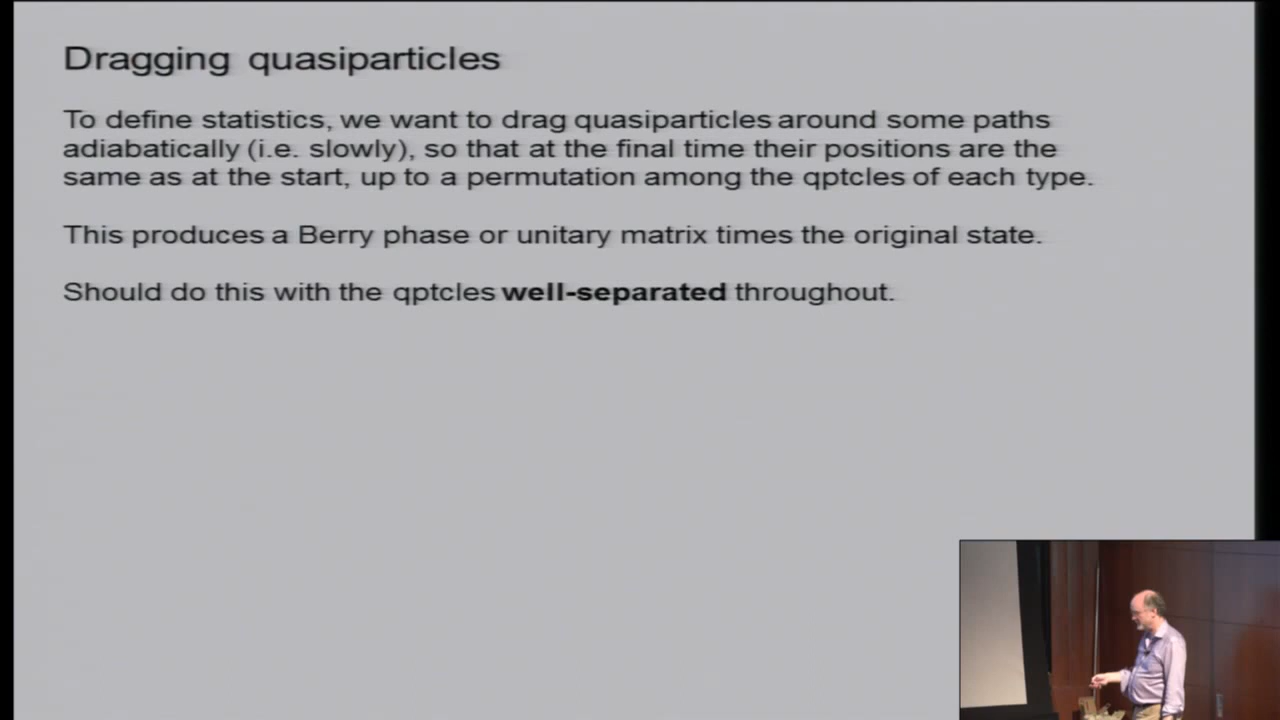 Dragging quasiparticles
To define statistics, we want to drag quasiparticles around some paths
adiabatically (i.e. slowly), so that at the final time their positions are the
same as at the start, up to a permutation among the qptcles of each type.
This produces a Berry phase or unitary matrix times the original state.
Should do this with the qptcles well-separated throughout.